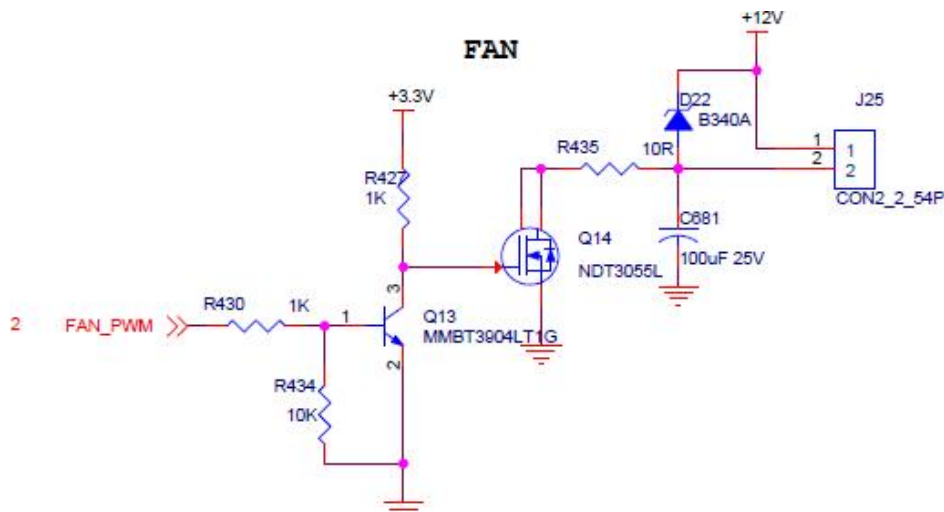 FAN
+12V
+3.3V
D22
B340A
J25
R435
10R
1
1
2
2
CON2_2_54P
R427
1K
C681
100uF 25V
Q14
NDT3055L
3
R430
1K
2
FAN_PWM
1
Q13
MMBT3904LT1G
2
R434
10K